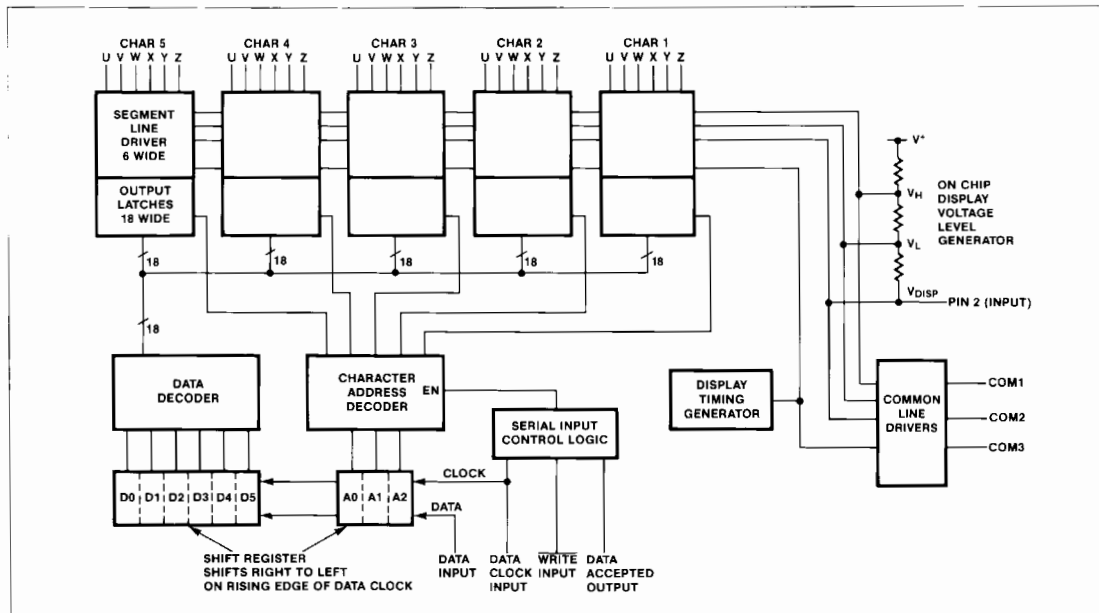 CHAR 5 CHAR 4 CHAR 3 CHAR 2 CHAR 1
U V W X Y Z U V W X Y Z U V W X Y Z U V W X Y Z U V W X Y Z
SEGMENT
LINE
DRIVER
6 WIDE
OUTPUT
LATCHES
18 WIDE
V+
VH
ON CHIP
DISPLAY
VOLTAGE
LEVEL
GENERATOR
VL
VDISP
PIN 2 (INPUT)
18 18 18 18 18
18
DATA
DECODER
CHARACTER
ADDRESS
DECODER
EN
SERIAL INPUT
CONTROL LOGIC
DISPLAY
TIMING
GENERATOR
COMMON
LINE
DRIVERS
COM1
COM2
COM3
D0 D1 D2 D3 D4 D5
A0 A1 A2
CLOCK
DATA
SHIFT REGISTER
SHIFTS RIGHT TO LEFT
ON RISING EDGE OF DATA CLOCK
DATA
INPUT
DATA
CLOCK
INPUT
WRITE
INPUT
DATA
ACCEPTED
OUTPUT